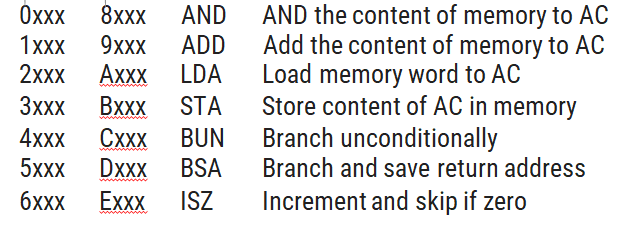 0xxx 8xxx AND AND the content of memory to AC
1xxx 9xxx ADD Add the content of memory to AC
2xxx Axxx LDA Load memory word to AC
3xxx Bxxx STA Store content of AC in memory
4xxx Cxxx BUN Branch unconditionally
5xxx Dxxx BSA Branch and save return address
6xxx Exxx ISZ Increment and skip if zero